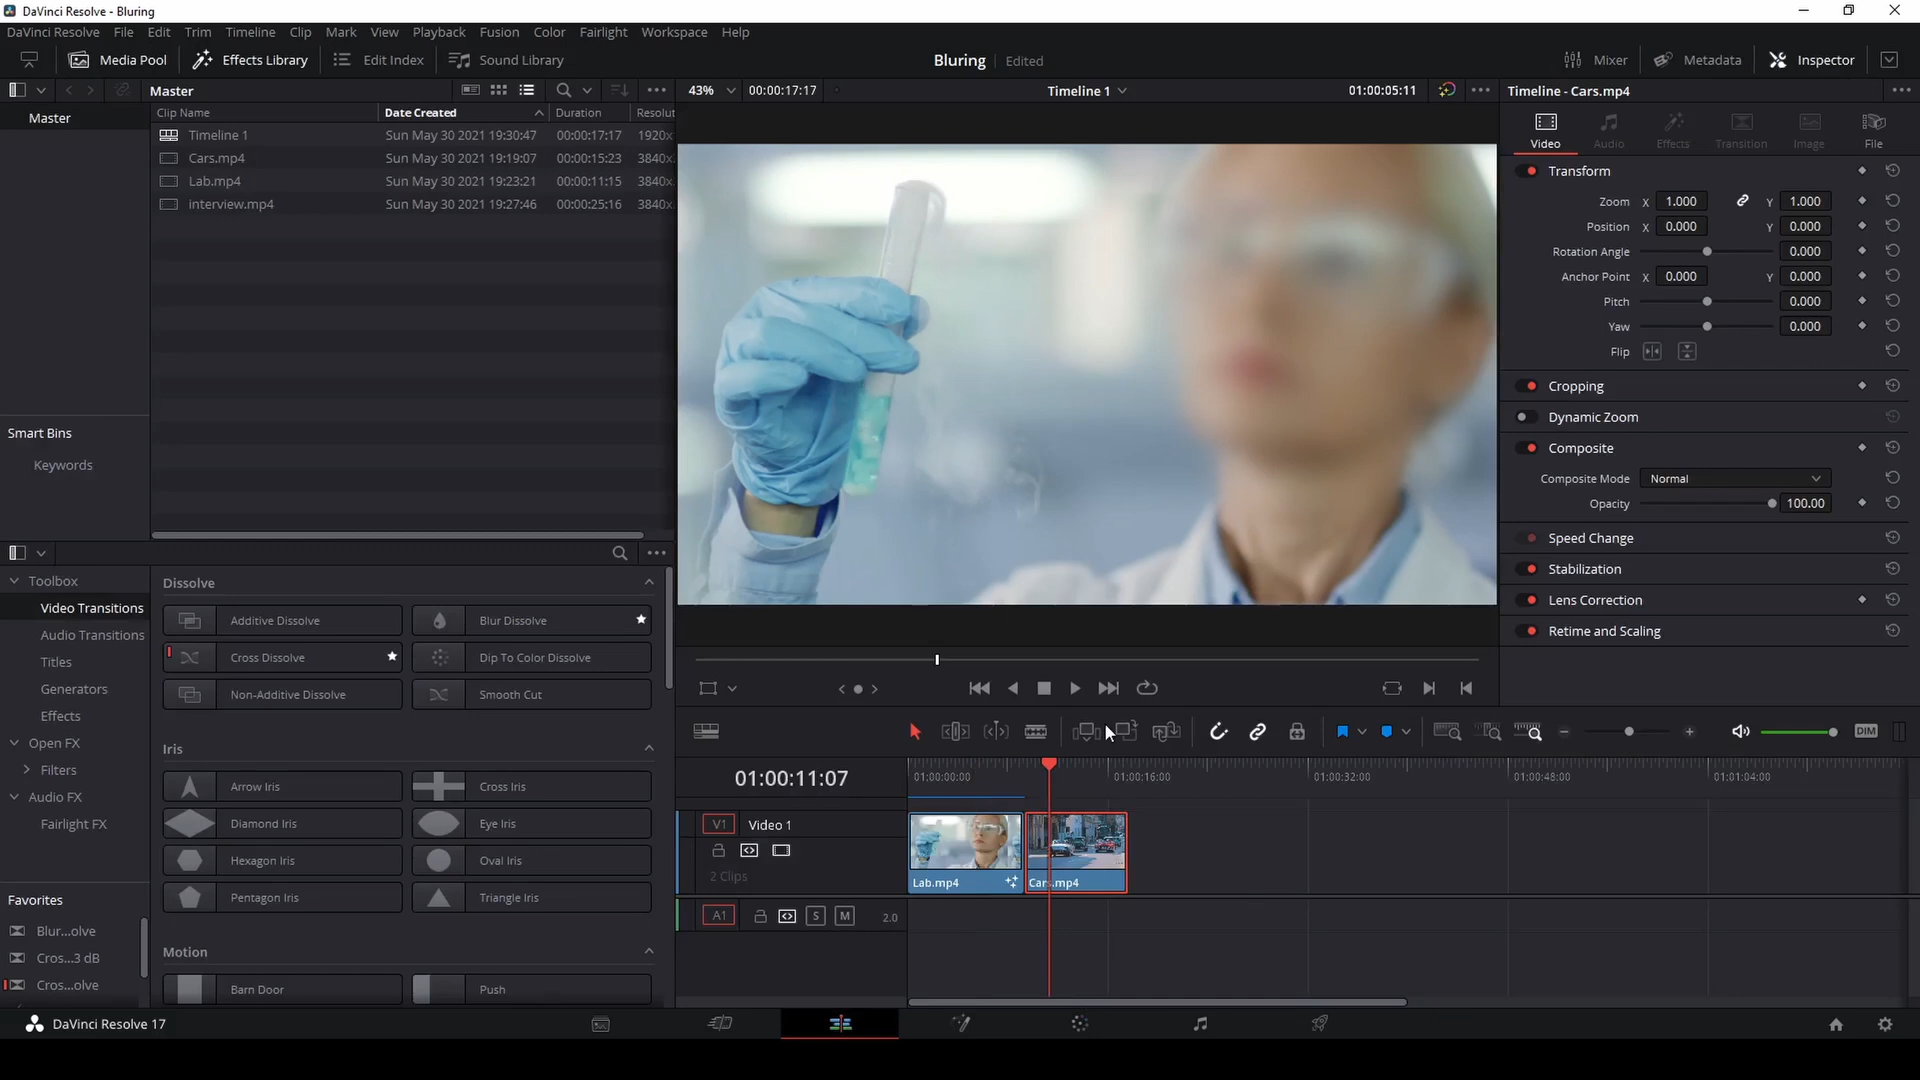 DaVinci Resolve - Bluring
DaVinci Resolve File Edit Trim Timeline Clip Mark View Playback Fusion Color Fairlight Workspace Help
Media Pool Effects Library Edit Index Sound Library Bluring Edited Mixer Metadata Inspector
Master 43% 00:00:17:17 Timeline 1 01:00:05:11 Timeline - Cars.mp4
Clip Name Date Created Duration Resolut
Master
Timeline 1 Sun May 30 2021 19:30:47 00:00:17:17 1920x
Cars.mp4 Sun May 30 2021 19:19:07 00:00:15:23 3840x
Lab.mp4 Sun May 30 2021 19:23:21 00:00:11:15 3840x
interview.mp4 Sun May 30 2021 19:27:46 00:00:25:16 3840x
Smart Bins
Keywords
Video Audio Effects Transition Image File
Transform
Zoom X 1.000 Y 1.000
Position X 0.000 Y 0.000
Rotation Angle 0.000
Anchor Point X 0.000 Y 0.000
Pitch 0.000
Yaw 0.000
Flip
Cropping
Dynamic Zoom
Composite
Composite Mode Normal
Opacity 100.00
Speed Change
Stabilization
Lens Correction
Retime and Scaling
Toolbox
Video Transitions
Audio Transitions
Titles
Generators
Effects
Open FX
Filters
Audio FX
Fairlight FX
Favorites
Blur...olve
Cros...3 dB
Cros...olve
Dissolve
Additive Dissolve Blur Dissolve
Cross Dissolve Dip To Color Dissolve
Non-Additive Dissolve Smooth Cut
Iris
Arrow Iris Cross Iris
Diamond Iris Eye Iris
Hexagon Iris Oval Iris
Pentagon Iris Triangle Iris
Motion
Barn Door Push
DIM
01:00:11:07 01:00:00:00 01:00:16:00 01:00:32:00 01:00:48:00 01:01:04:00
V1 Video 1
2 Clips
Lab.mp4 Cars.mp4
A1 S M 2.0
DaVinci Resolve 17